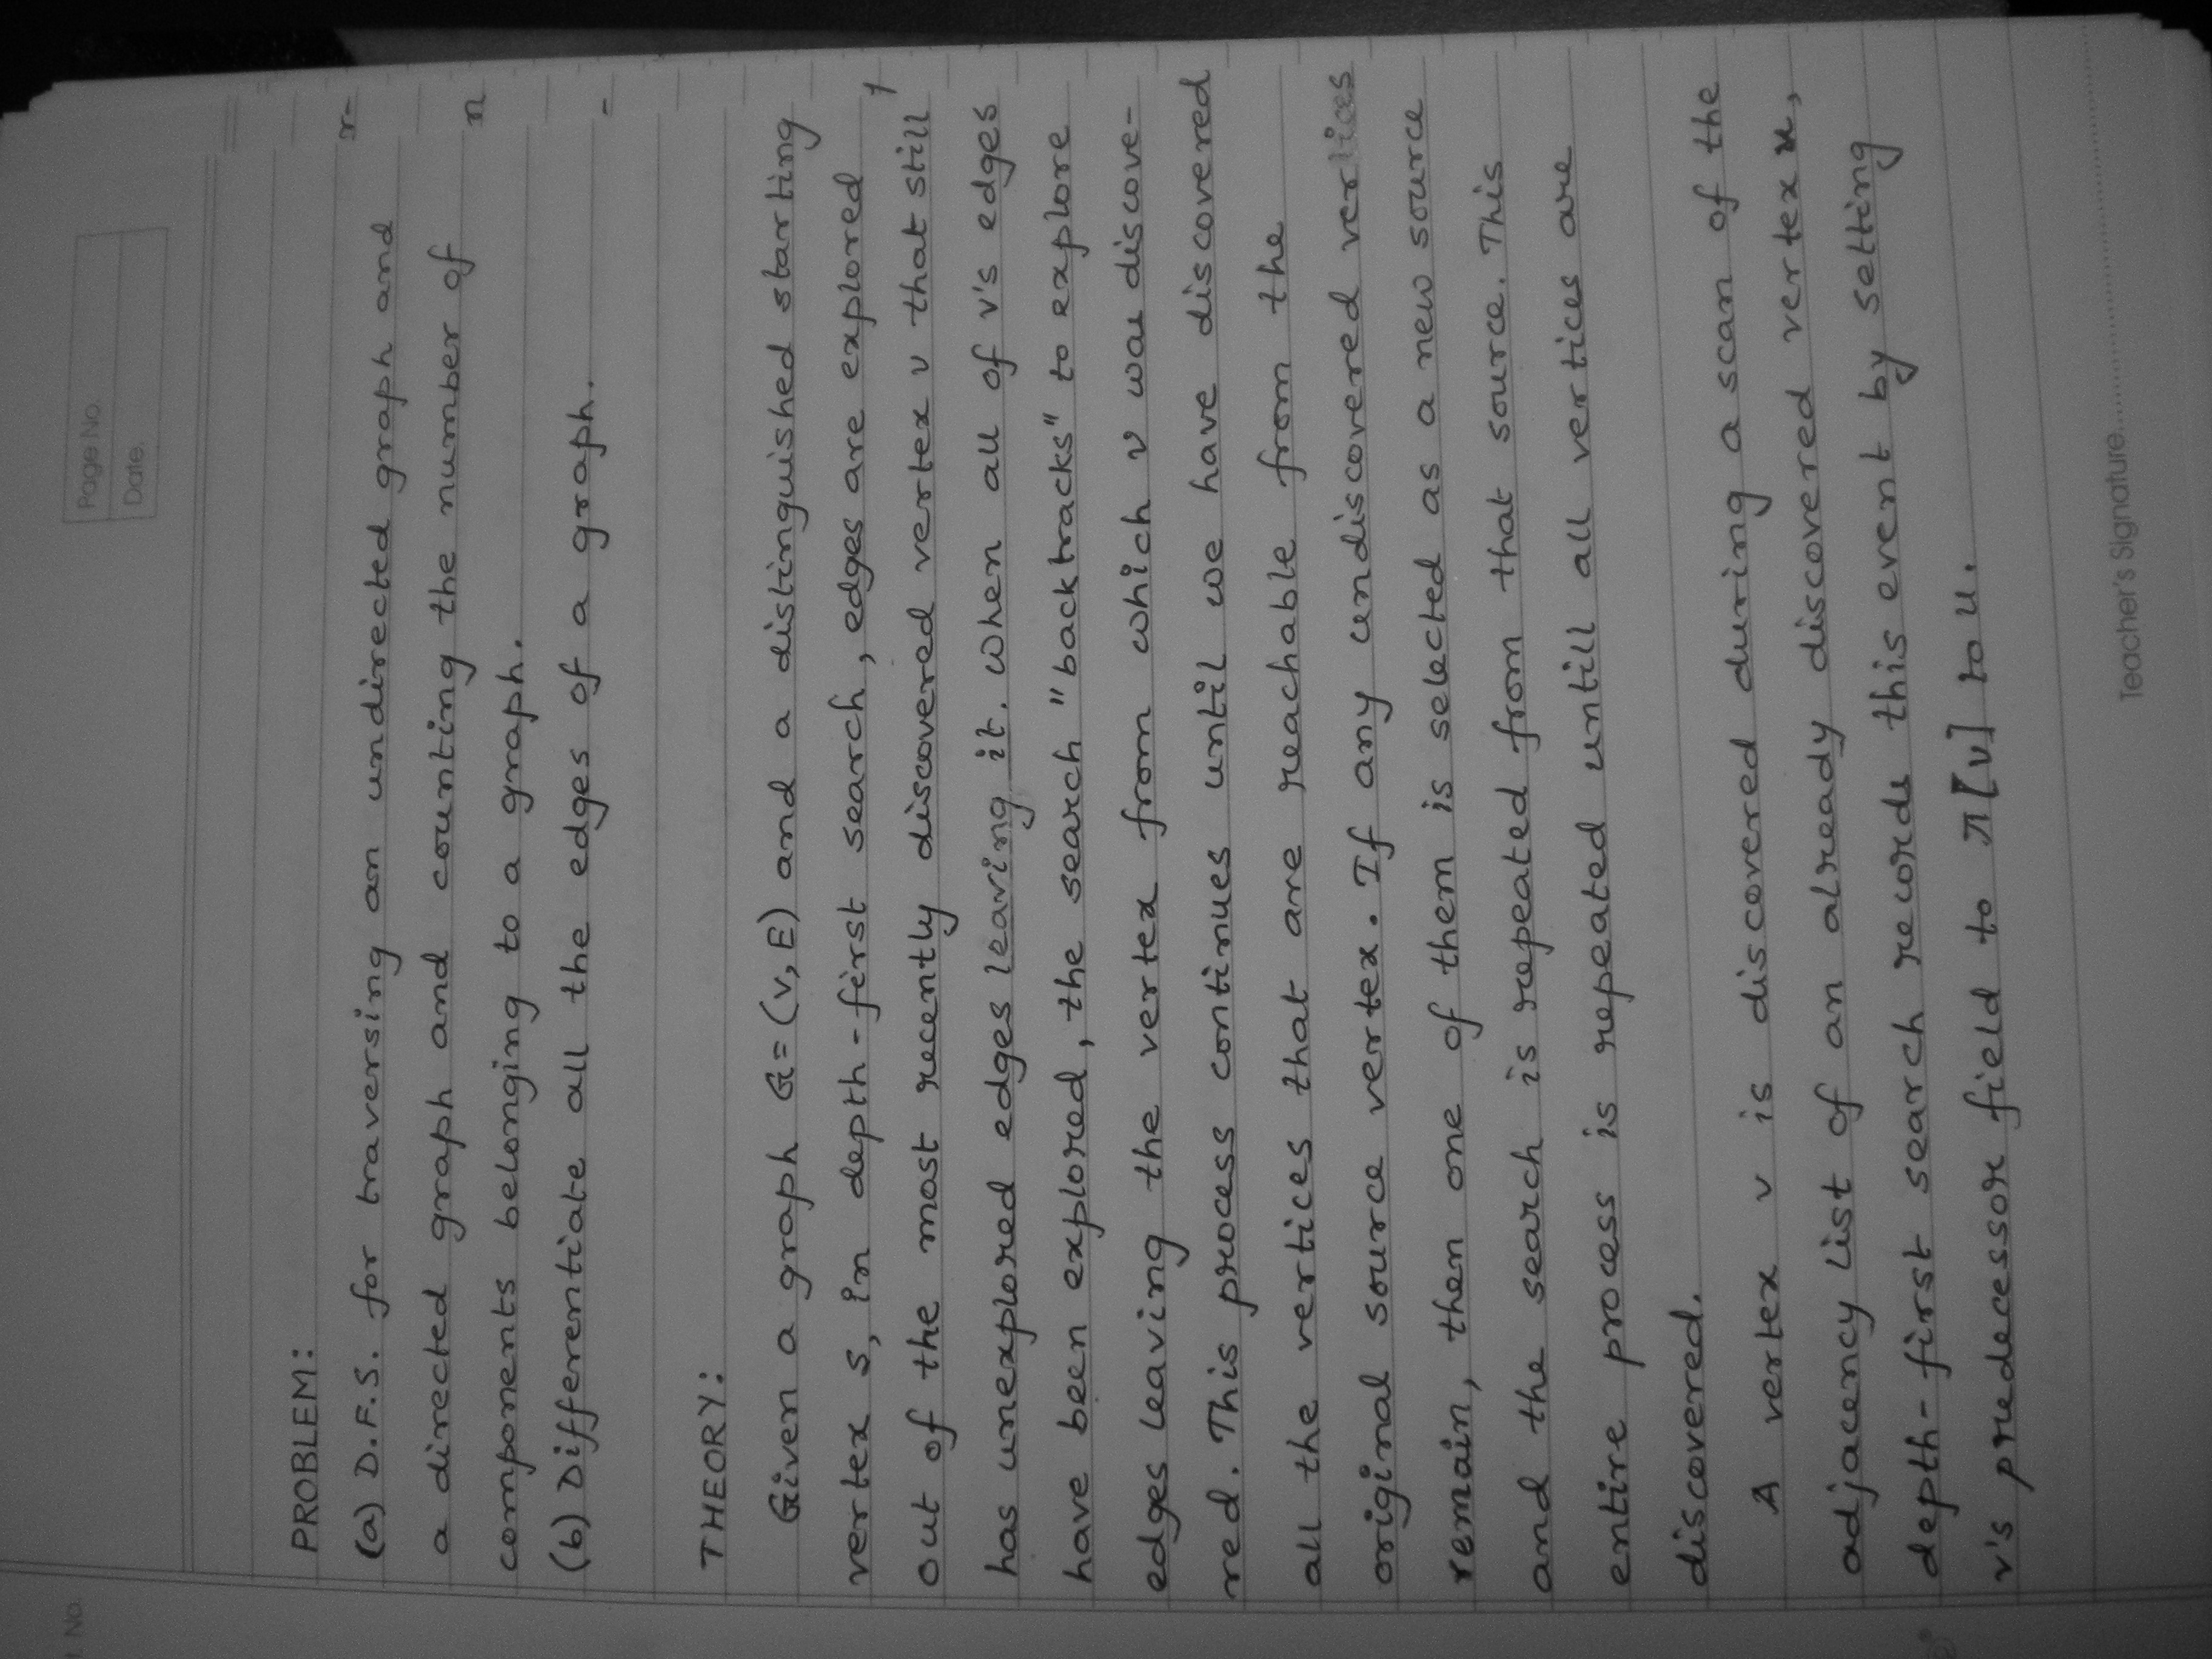 Page No.
Date.
PROBLEM:
(a) D.F.S. for traversing an undirected graph and
a directed graph and counting the number of
components belonging to a graph.
(b) Differentiate all the edges of a graph.
THEORY:
Given a graph G=(V,E) and a distinguished starting
vertex s, in depth-first search, edges are explored
out of the most recently discovered vertex v that still
has unexplored edges leaving it. When all of v's edges
have been explored, the search "backtracks" to explore
edges leaving the vertex from which v was discove-
red. This process continues until we have discovered
all the vertices that are reachable from the
original source vertex. If any undiscovered vertices
remain, then one of them is selected as a new source
and the search is repeated from that source. This
entire process is repeated untill all vertices are
discovered.
A vertex v is discovered during a scan of the
adjacency list of an already discovered vertex u,
depth-first search records this event by setting
v's predecessor field to π[v] to u.
Teacher's Signature